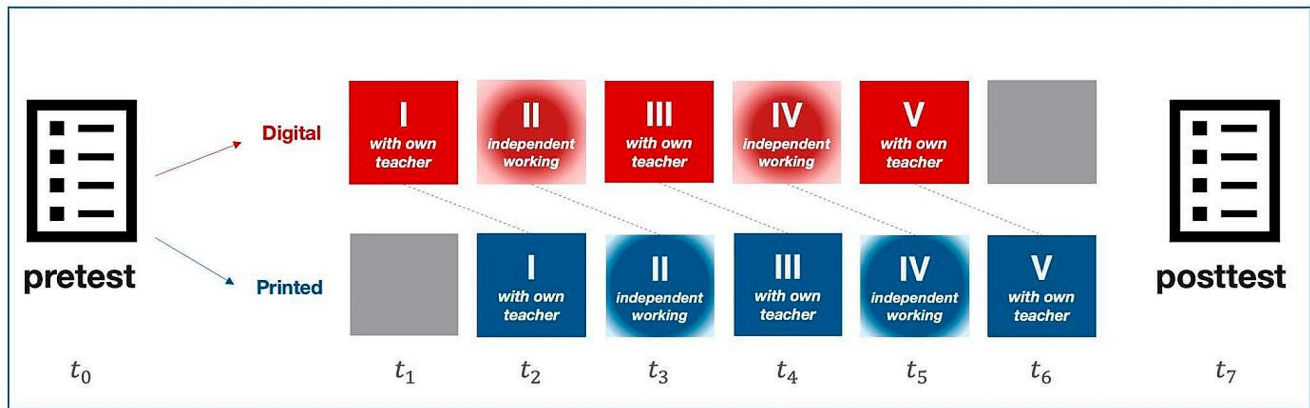 pretest
Digital
Printed
I
with own
teacher
II
independent
working
III
with own
teacher
IV
independent
working
V
with own
teacher
I
with own
teacher
II
independent
working
III
with own
teacher
IV
independent
working
V
with own
teacher
posttest
t₀ t₁ t₂ t₃ t₄ t₅ t₆ t₇